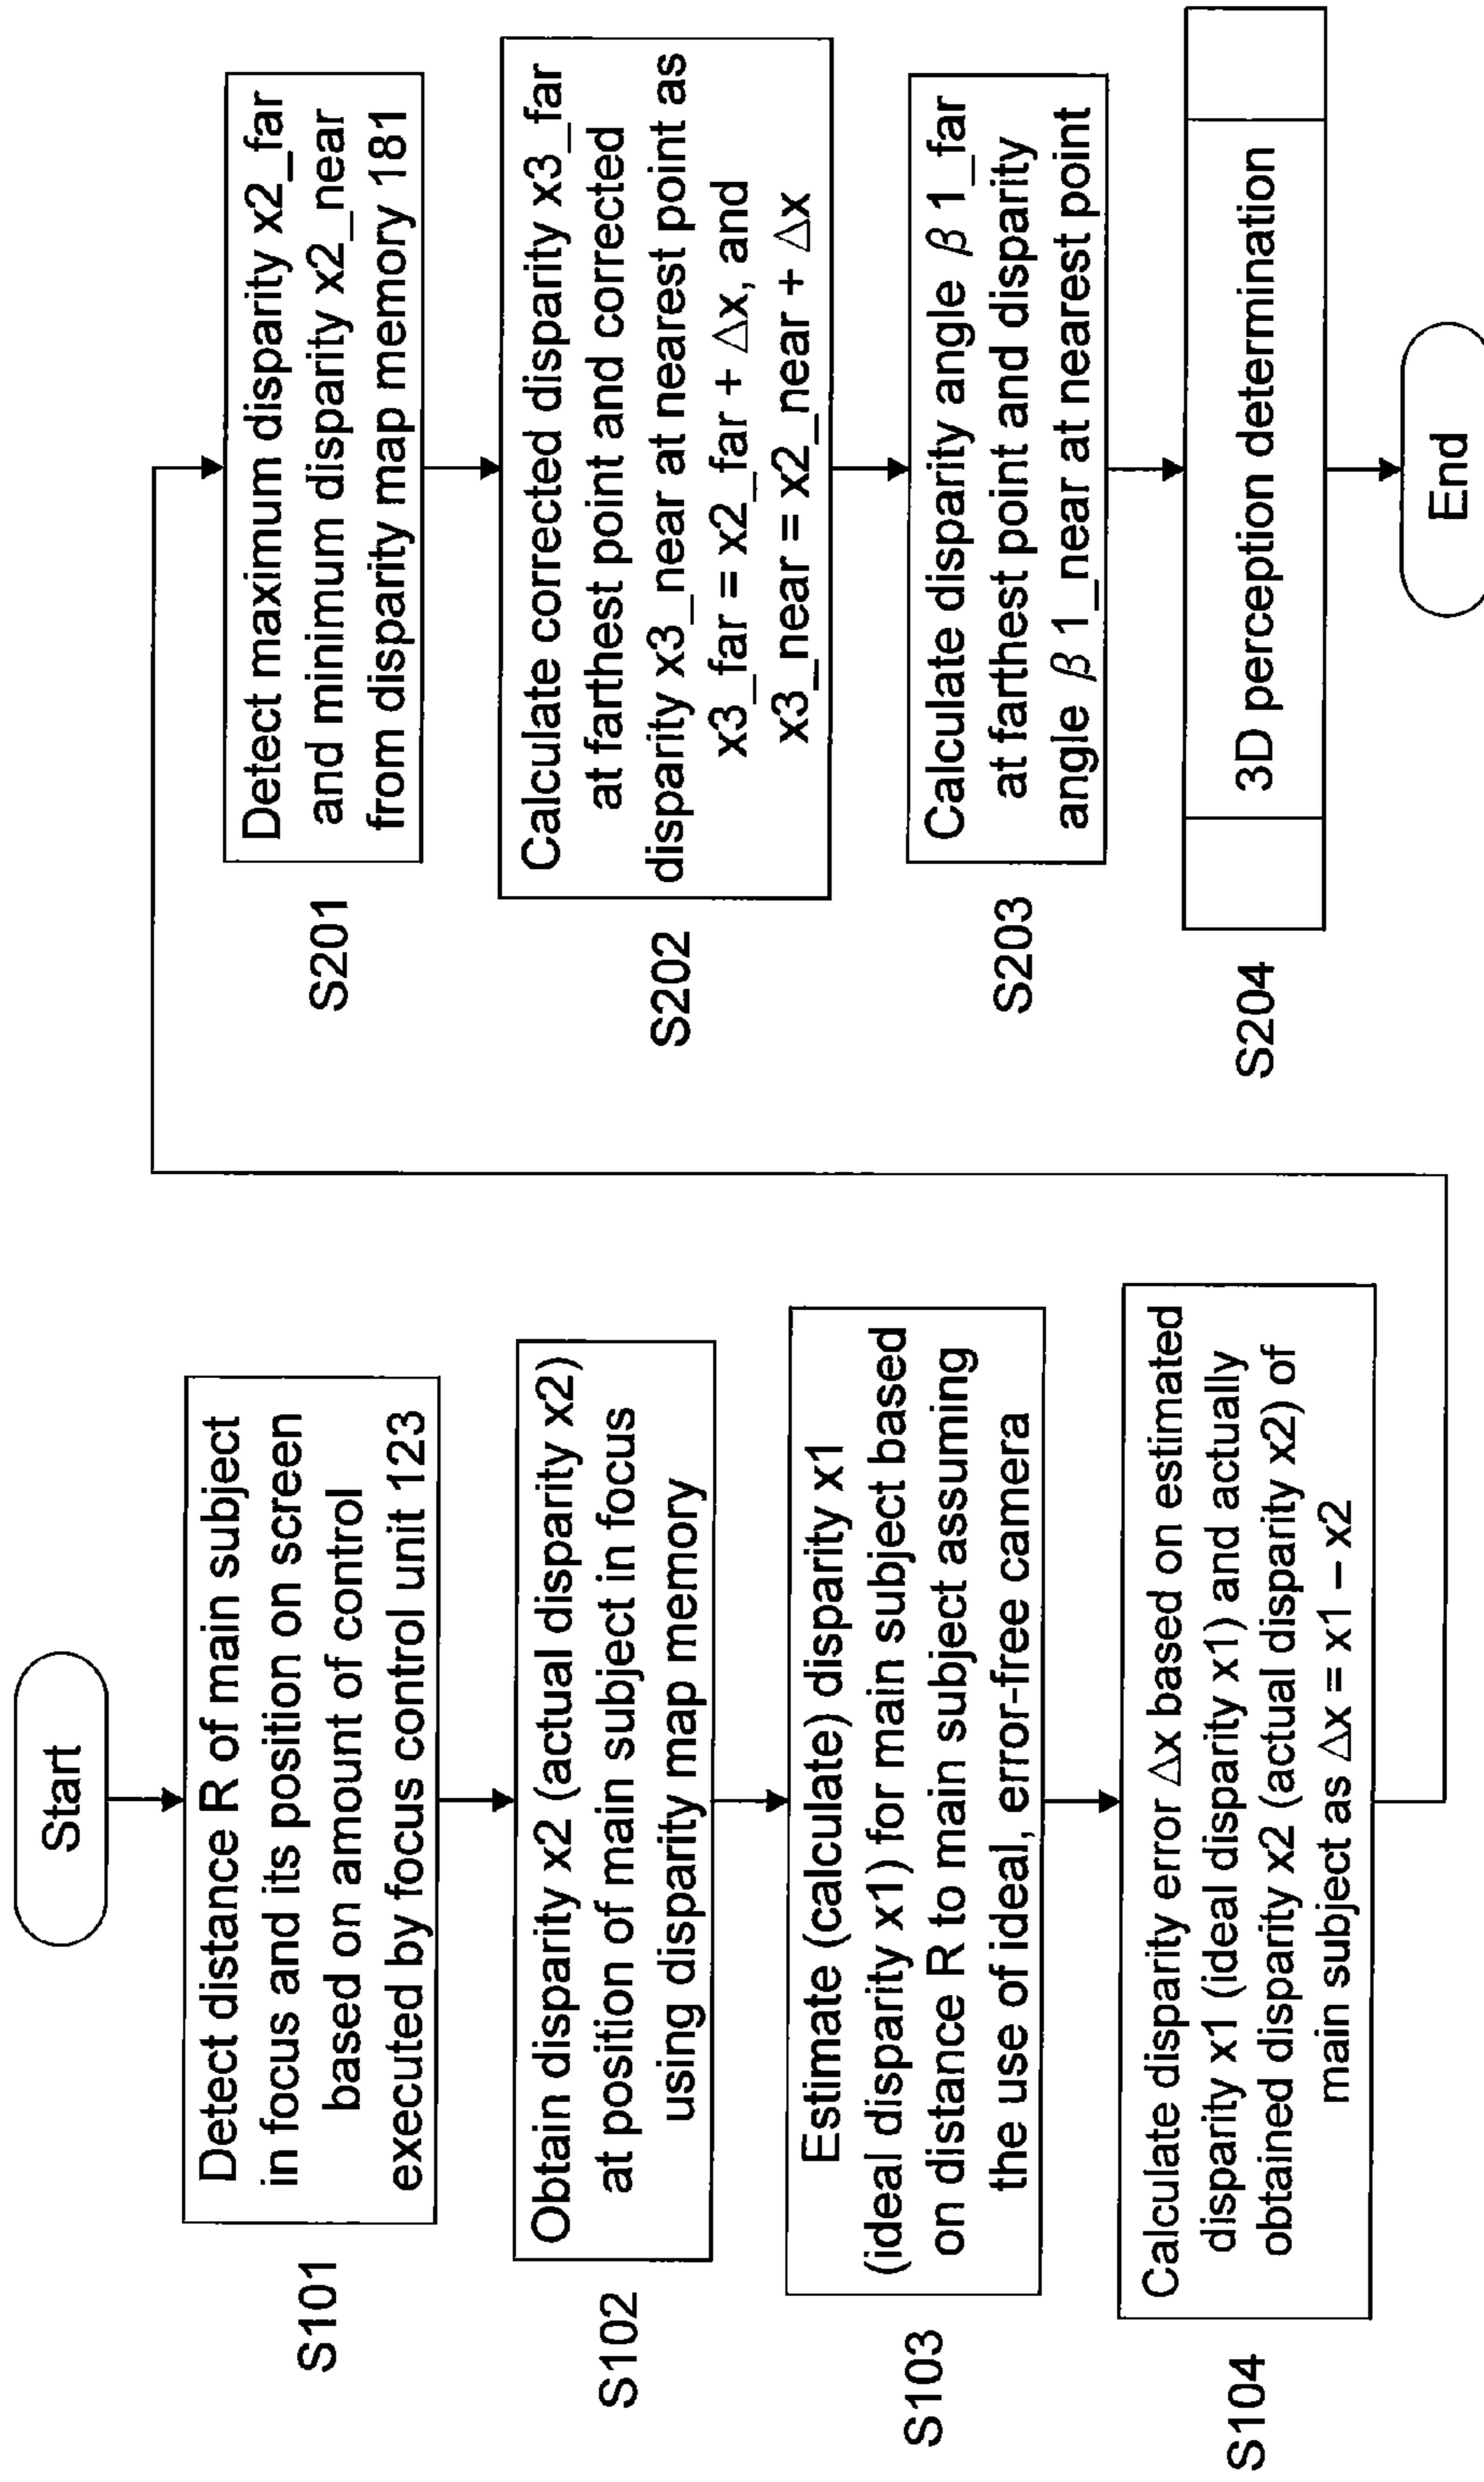 Start
S101
Detect distance R of main subject
in focus and its position on screen
based on amount of control
executed by focus control unit 123
S102
Obtain disparity x2 (actual disparity x2)
at position of main subject in focus
using disparity map memory
S103
Estimate (calculate) disparity x1
(ideal disparity x1) for main subject based
on distance R to main subject assuming
the use of ideal, error-free camera
S104
Calculate disparity error △x based on estimated
disparity x1 (ideal disparity x1) and actually
obtained disparity x2 (actual disparity x2) of
main subject as △x = x1 − x2
S201
Detect maximum disparity x2_far
and minimum disparity x2_near
from disparity map memory 181
S202
Calculate corrected disparity x3_far
at farthest point and corrected
disparity x3_near at nearest point as
x3_far = x2_far + △x, and
x3_near = x2_near + △x
S203
Calculate disparity angle β1_far
at farthest point and disparity
angle β1_near at nearest point
S204
3D perception determination
End